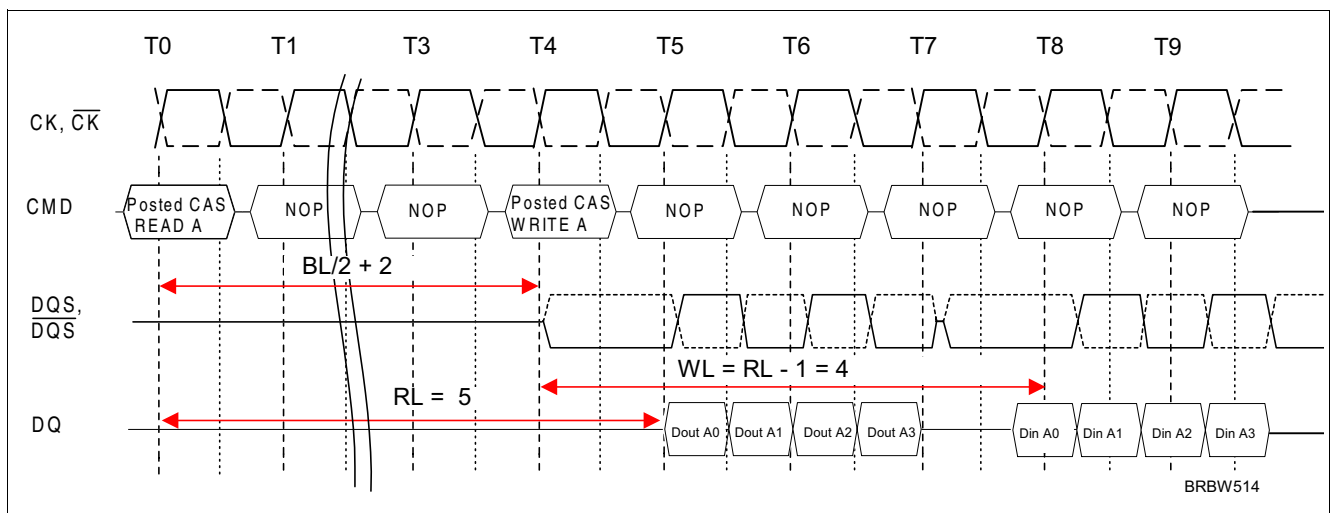 T0 T1 T3 T4 T5 T6 T7 T8 T9
CK, C̅K̅
CMD
Posted CAS
READ A
NOP
NOP
Posted CAS
WRITE A
NOP
NOP
NOP
NOP
NOP
BL/2 + 2
DQS,
D̅Q̅S̅
WL = RL - 1 = 4
RL = 5
DQ
Dout A0 Dout A1 Dout A2 Dout A3 Din A0 Din A1 Din A2 Din A3
BRBW514